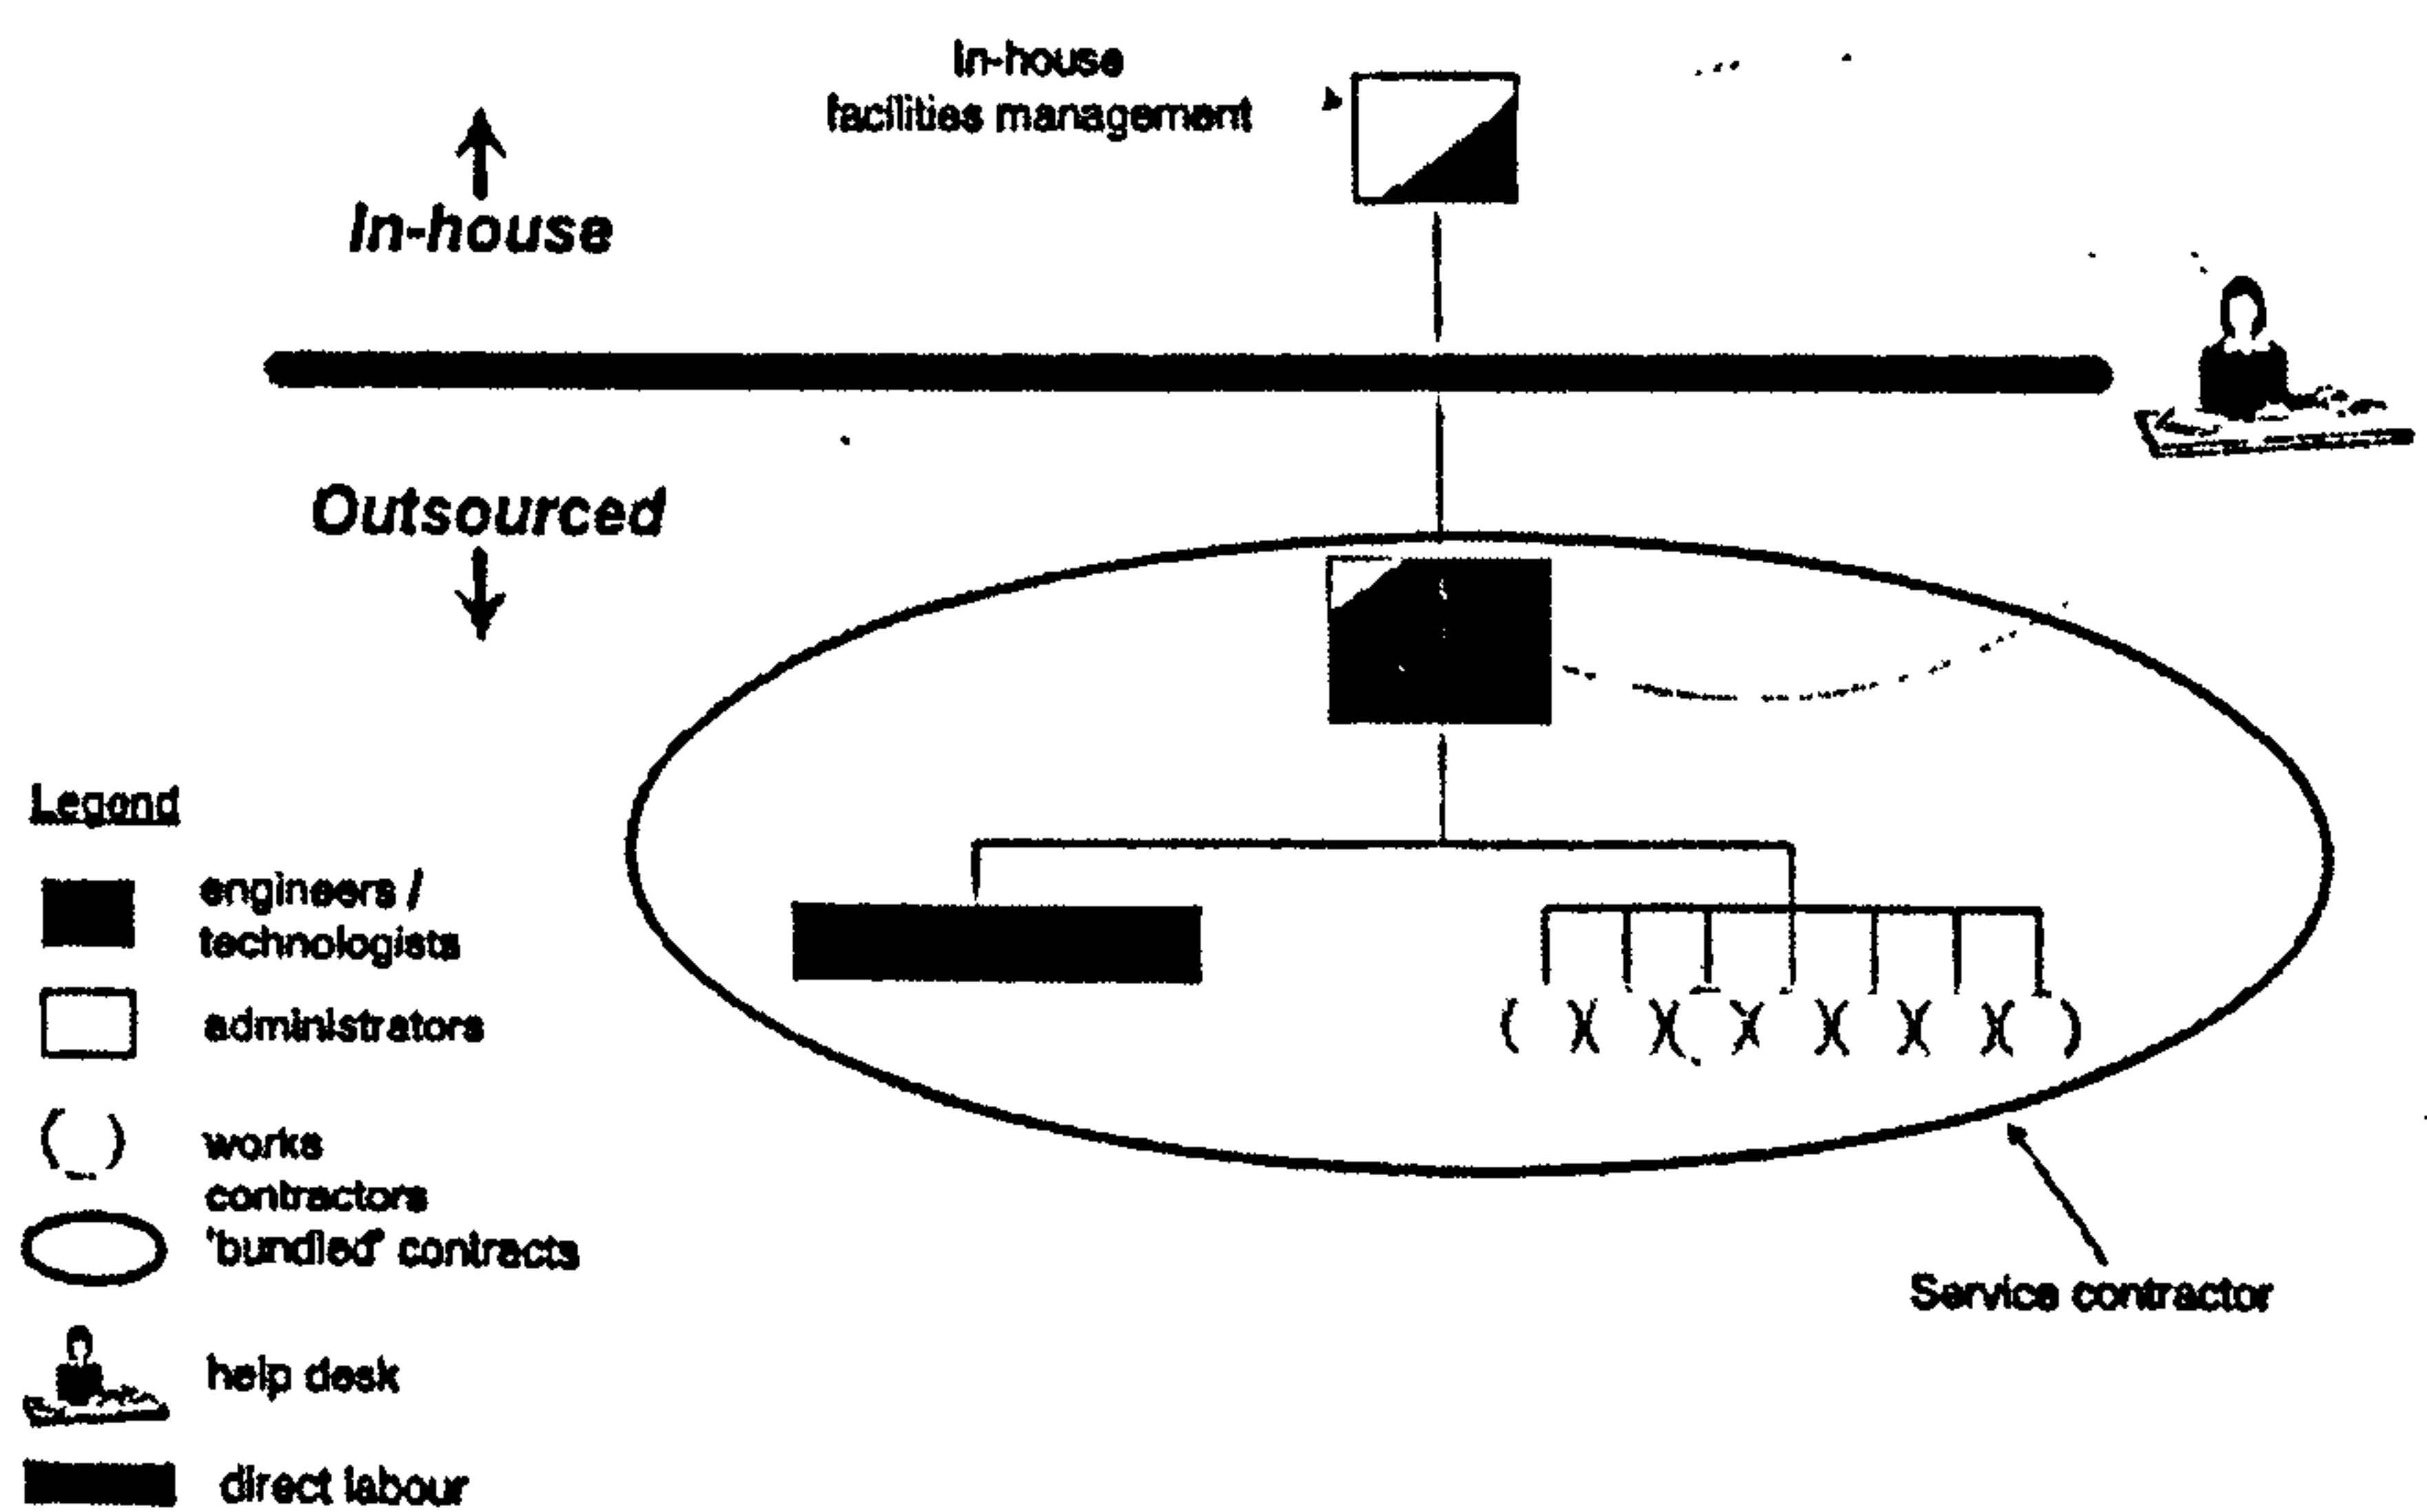 In-house
facilities management
In-house
Outsourced
Legend
engineers /
technologists
administrators
works
contractors
'bundled' contracts
help desk
direct labour
Service contractor